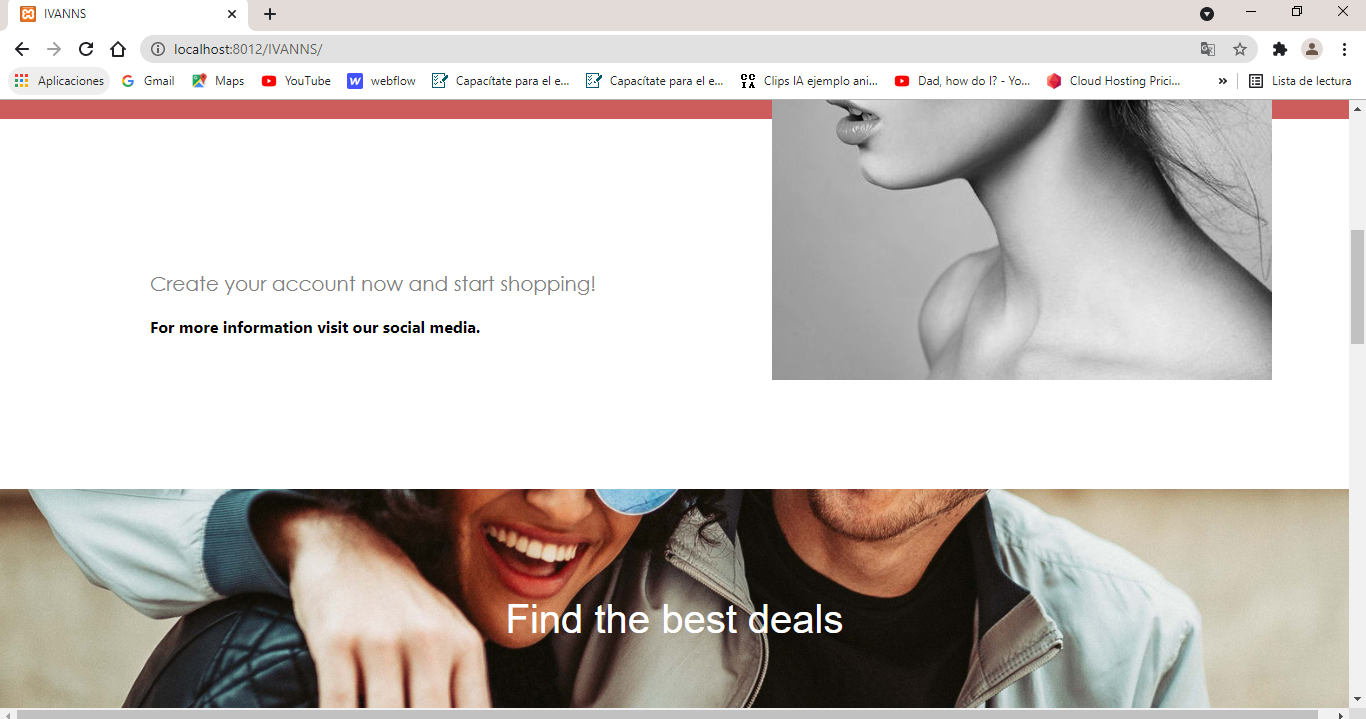 IVANNS
localhost:8012/IVANNS/
Aplicaciones Gmail Maps YouTube webflow Capacítate para el e... Capacítate para el e... Clips IA ejemplo ani... Dad, how do I? - Yo... Cloud Hosting Prici... » Lista de lectura
Create your account now and start shopping!
For more information visit our social media.
Find the best deals